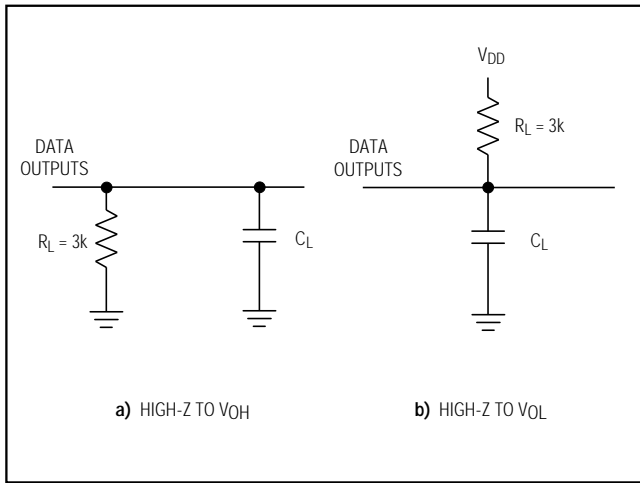 DATA
OUTPUTS
RL = 3k
CL
a) HIGH-Z TO VOH
VDD
RL = 3k
DATA
OUTPUTS
CL
b) HIGH-Z TO VOL